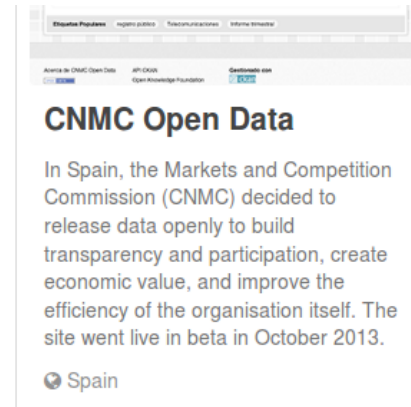 Etiquetas Populares registro público Telecomunicaciones Informe trimestral
Acerca de CNMC Open Data API CKAN Gestionado con
Open Knowledge Foundation ckan
CNMC Open Data
In Spain, the Markets and Competition
Commission (CNMC) decided to
release data openly to build
transparency and participation, create
economic value, and improve the
efficiency of the organisation itself. The
site went live in beta in October 2013.
Spain